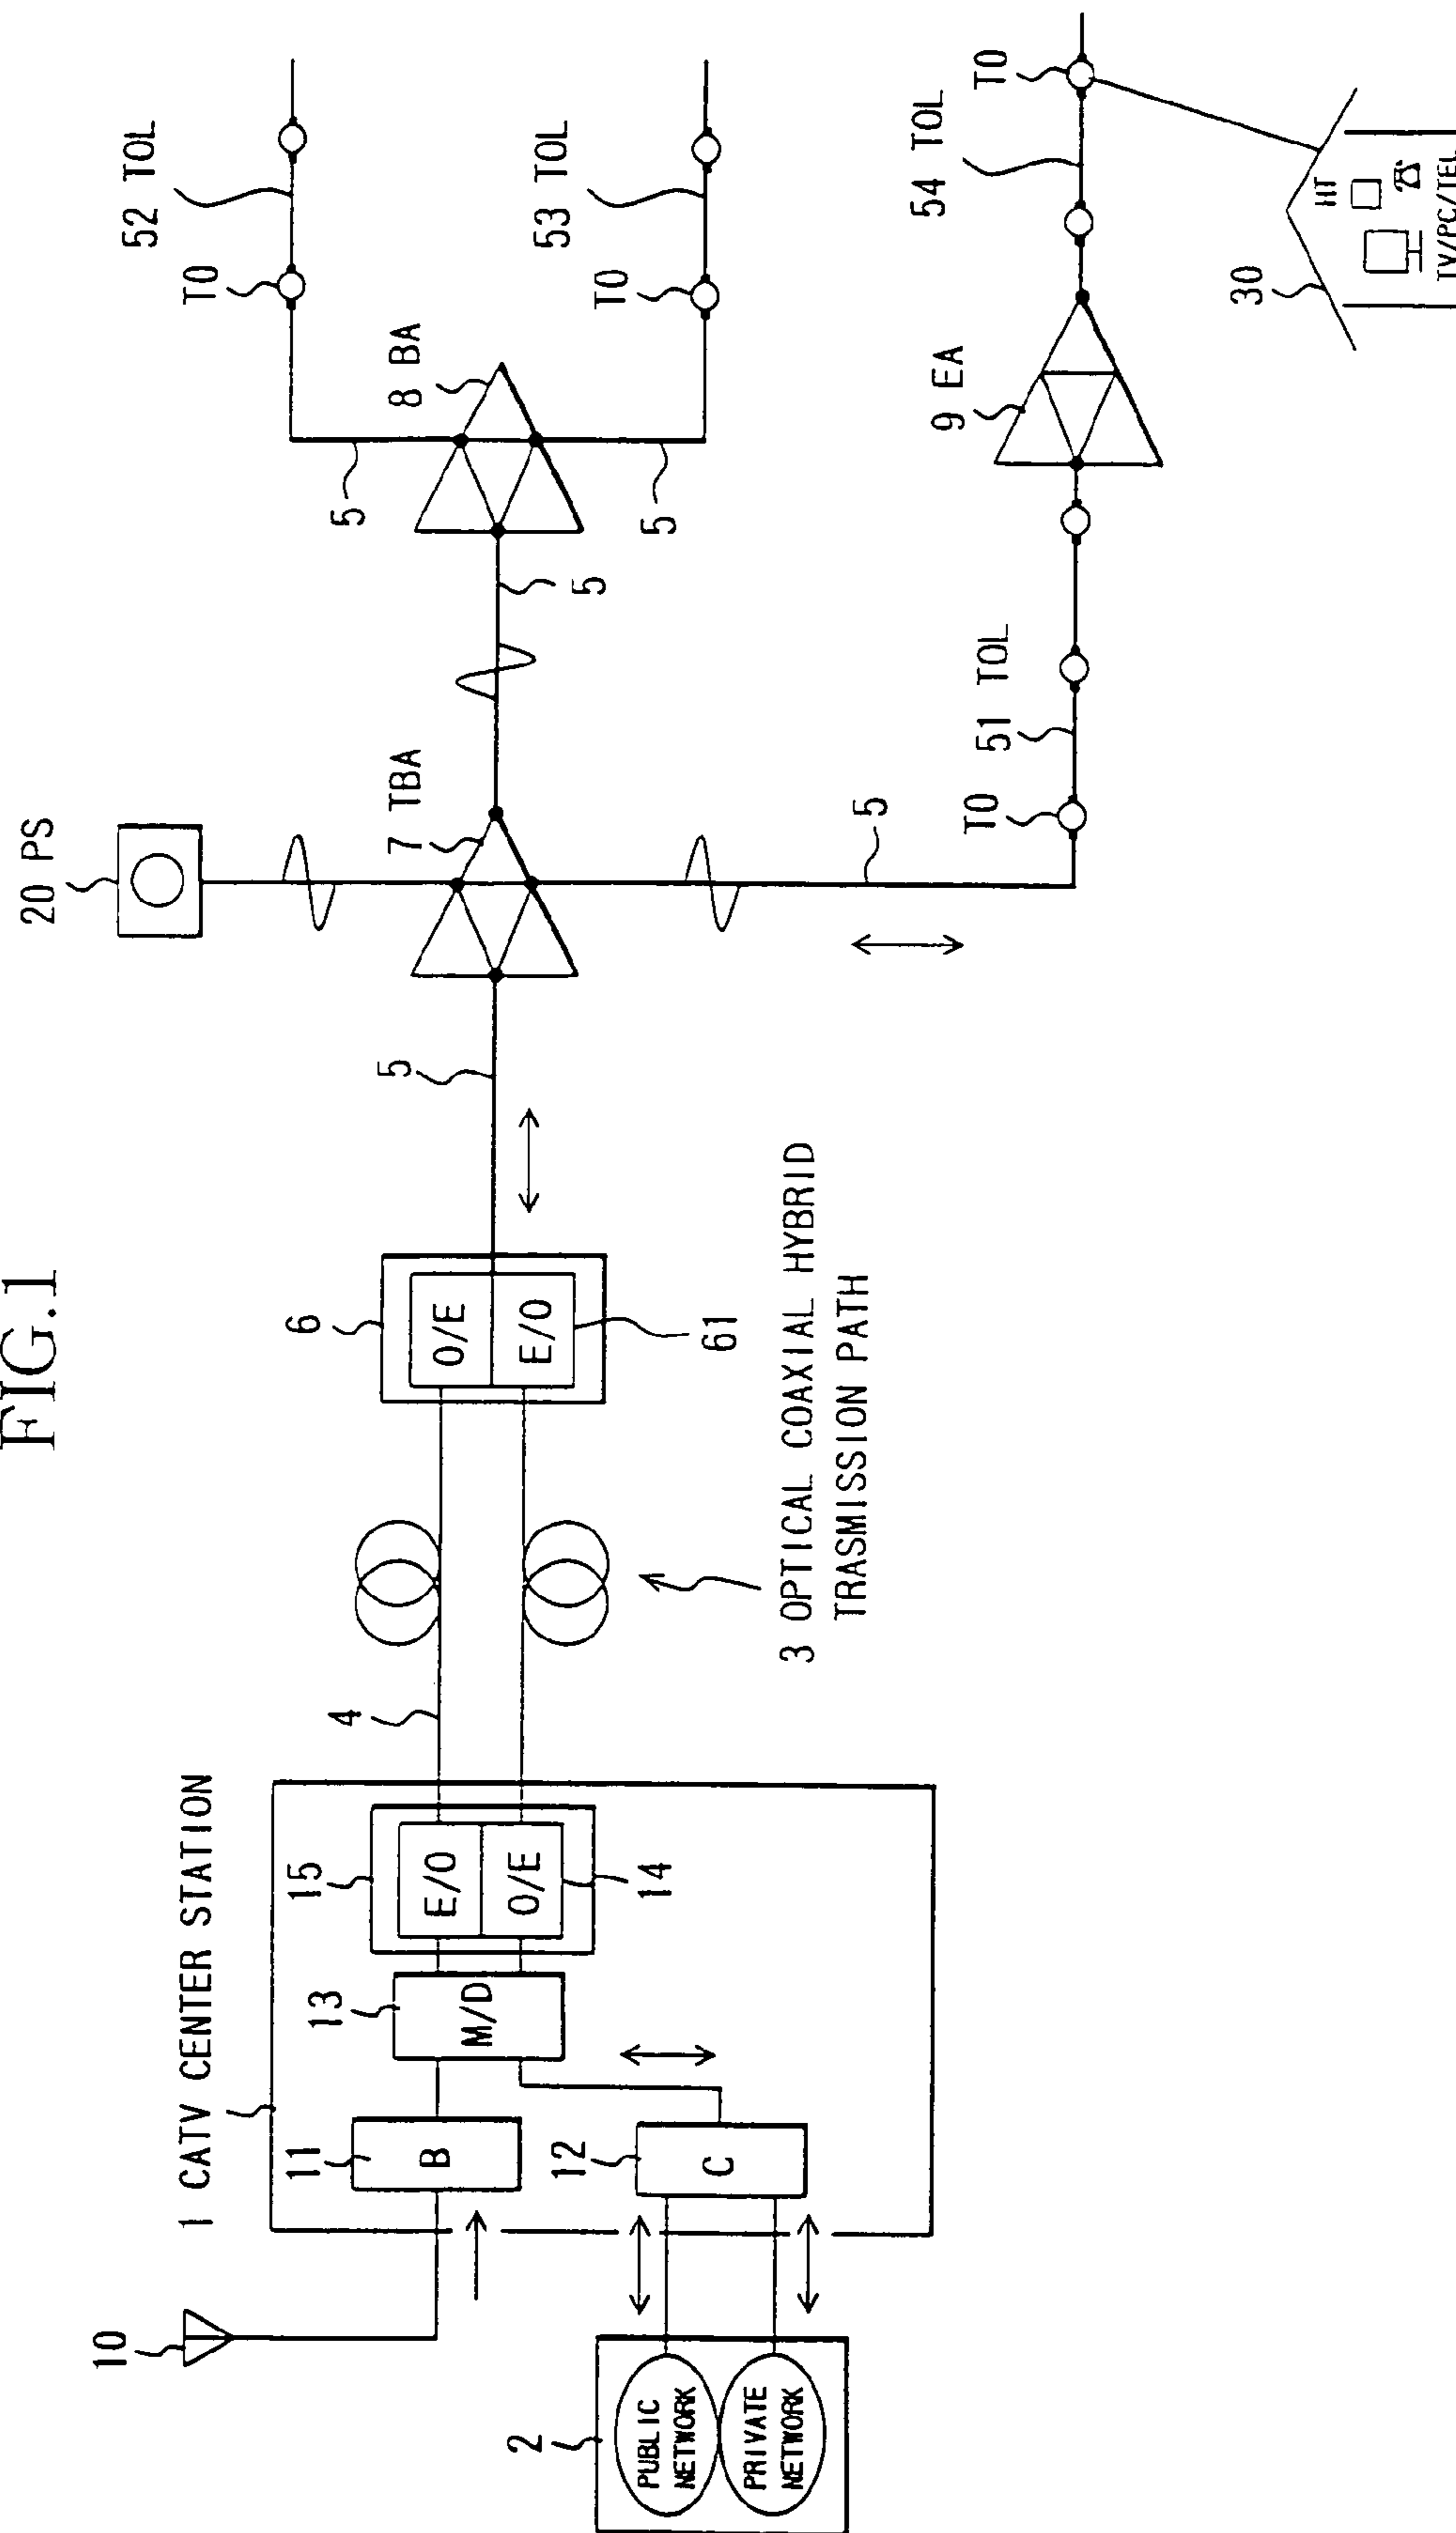 FIG.1
1 CATV CENTER STATION
10
11
B
12
C
13
M/D
15
E/O
O/E
14
2
PUBLIC
NETWORK
PRIVATE
NETWORK
4
3 OPTICAL COAXIAL HYBRID
TRASMISSION PATH
6
O/E
E/O
61
5
20 PS
7 TBA
5
5
8 BA
5
5
TO
52 TOL
TO
53 TOL
TO
51 TOL
9 EA
54 TOL
TO
30
HT
TV/PC/TEL